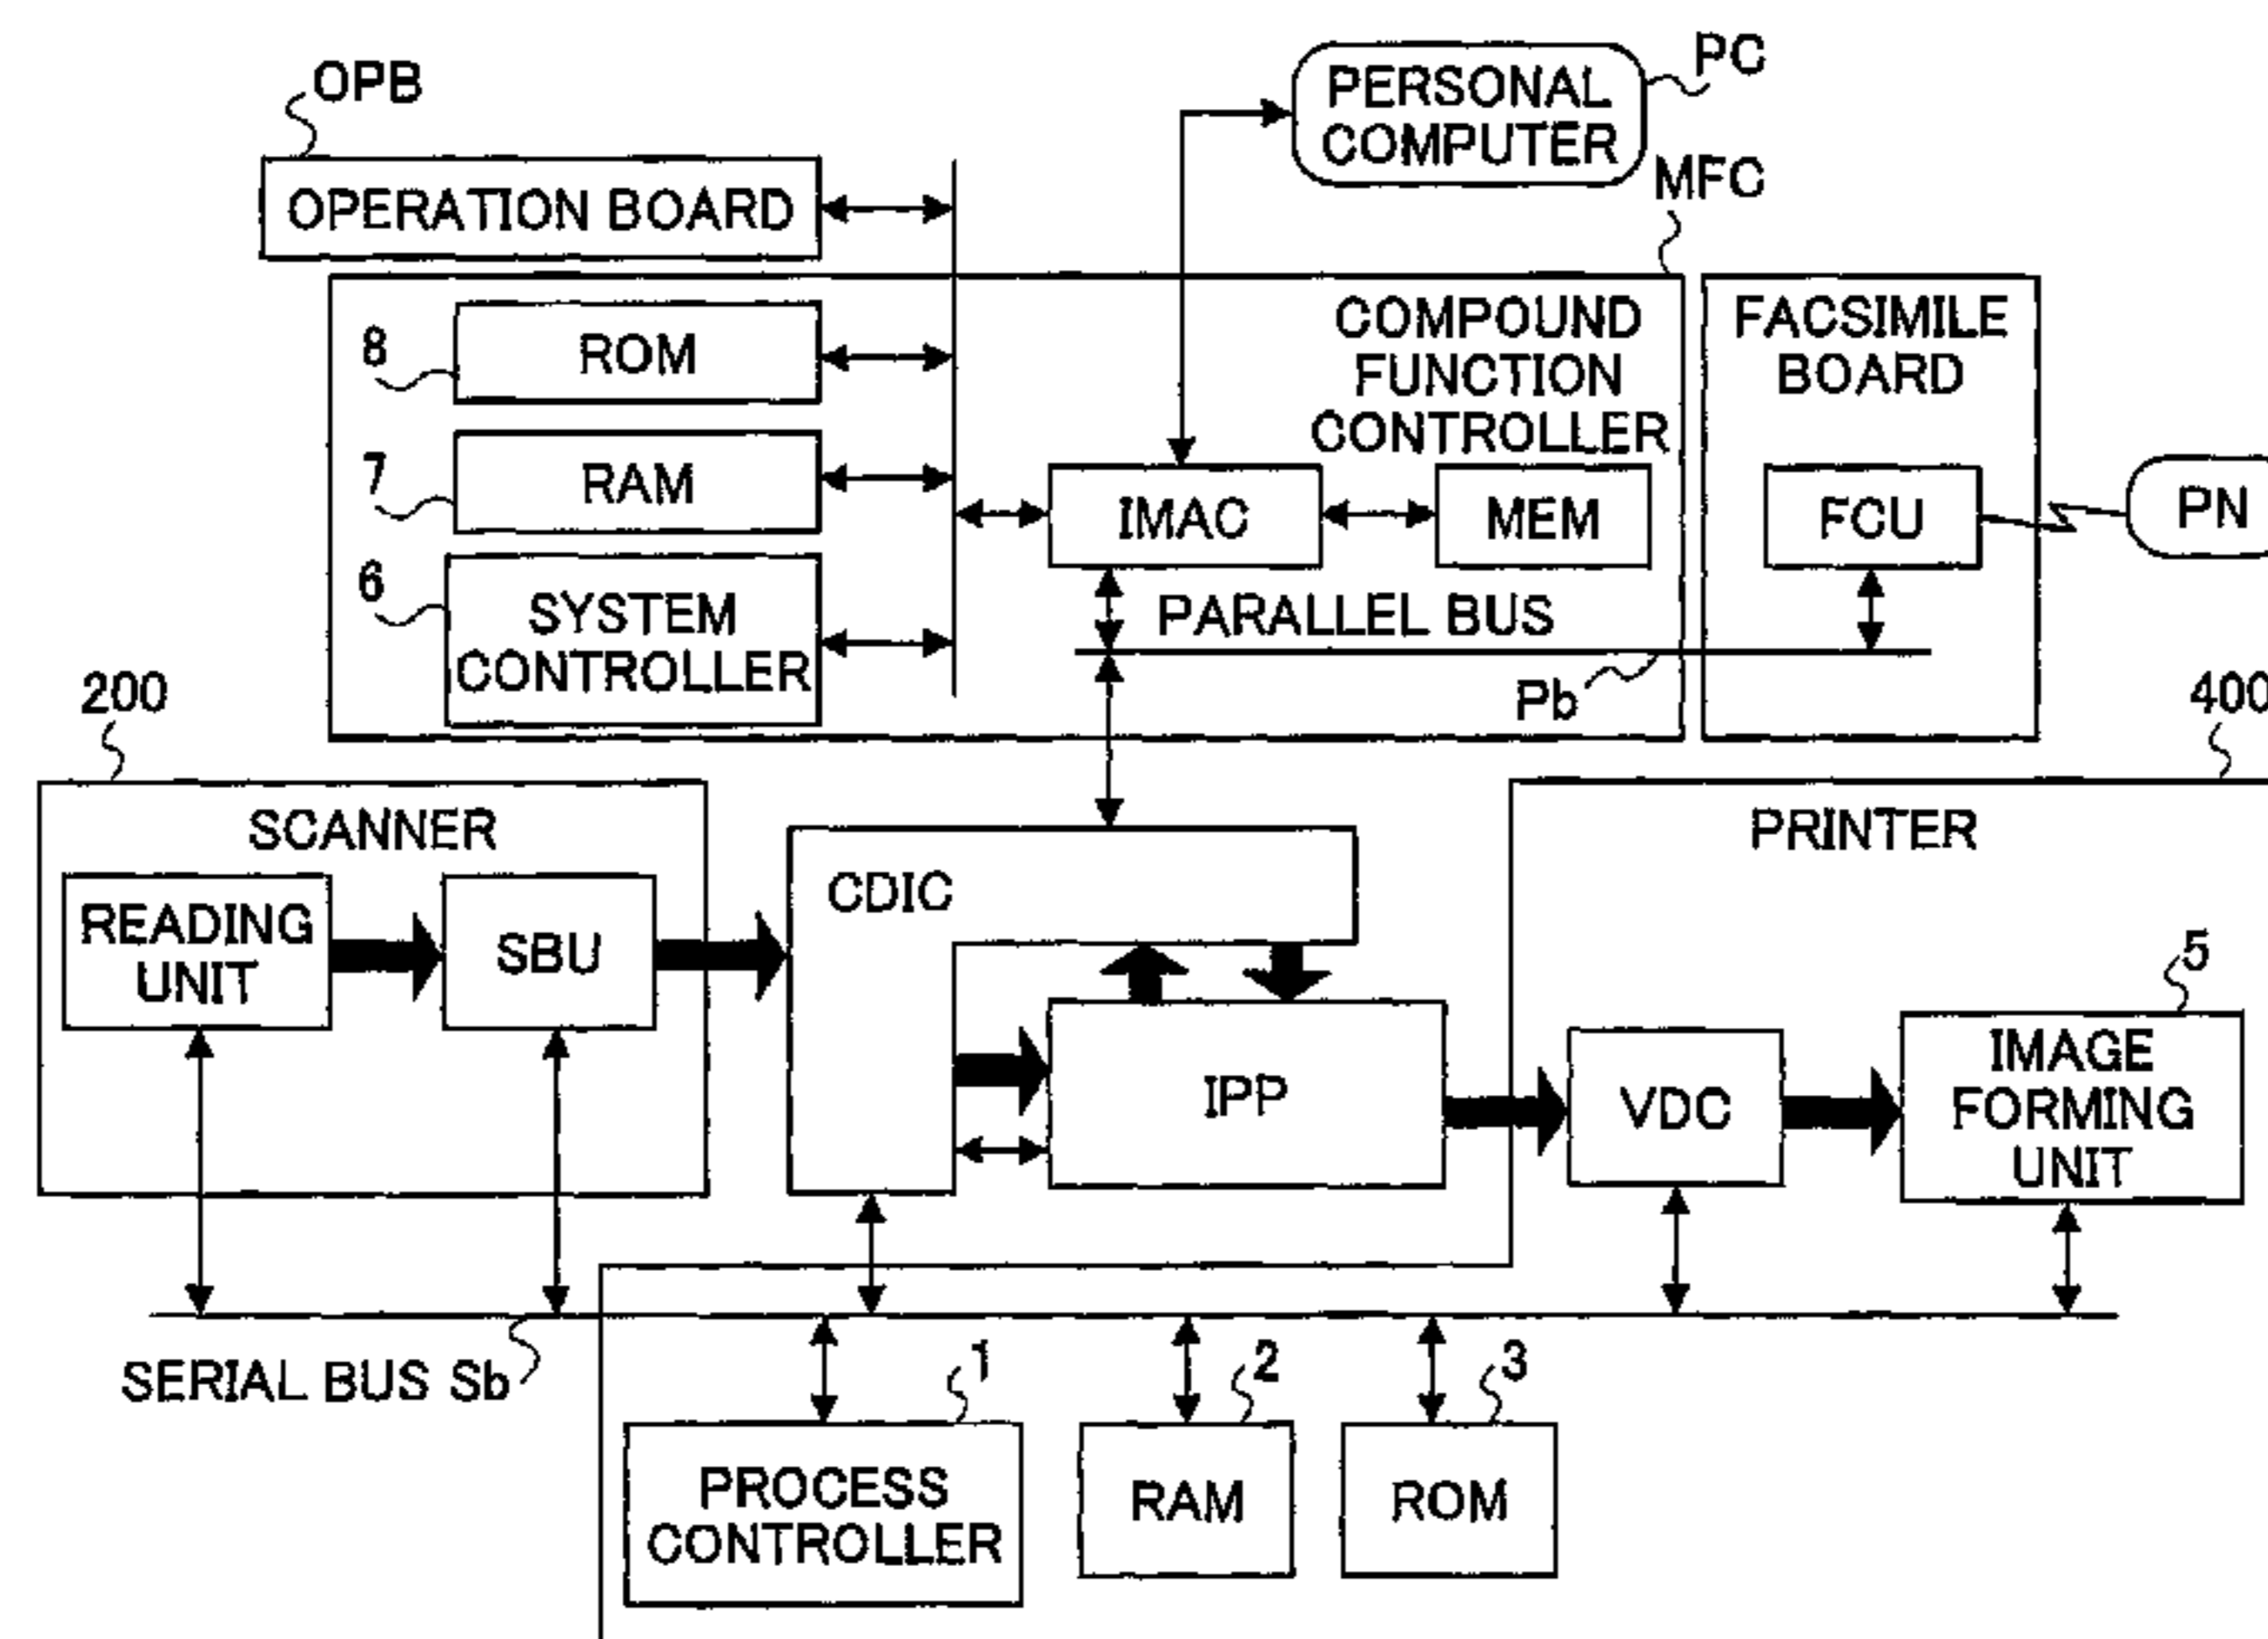 OPB
OPERATION BOARD
PERSONAL
COMPUTER
PC
MFC
8
ROM
7
RAM
6
SYSTEM
CONTROLLER
COMPOUND
FUNCTION
CONTROLLER
IMAC
MEM
PARALLEL BUS
Pb
FACSIMILE
BOARD
FCU
PN
200
SCANNER
READING
UNIT
SBU
CDIC
IPP
400
PRINTER
VDC
5
IMAGE
FORMING
UNIT
SERIAL BUS Sb
1
PROCESS
CONTROLLER
2
RAM
3
ROM